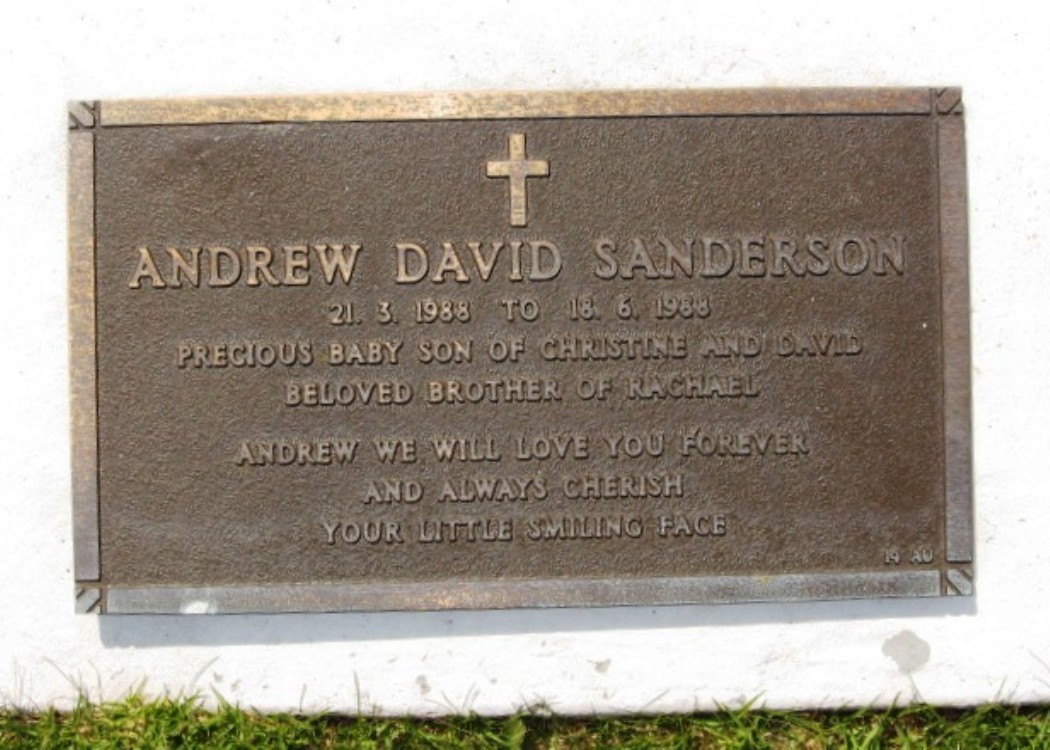 ANDREW DAVID SANDERSON
21. 3. 1988 TO 18. 6. 1988
PRECIOUS BABY SON OF CHRISTINE AND DAVID
BELOVED BROTHER OF RACHAEL
ANDREW WE WILL LOVE YOU FOREVER
AND ALWAYS CHERISH
YOUR LITTLE SMILING FACE
14 AU